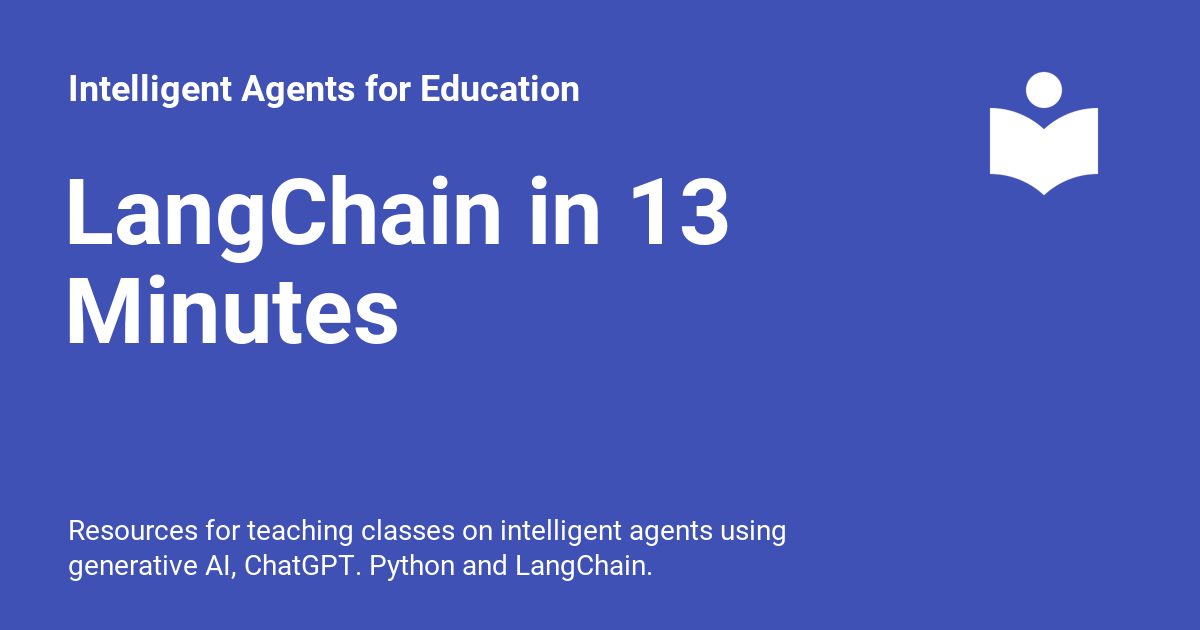 Intelligent Agents for Education
LangChain in 13
Minutes
Resources for teaching classes on intelligent agents using
generative AI, ChatGPT. Python and LangChain.